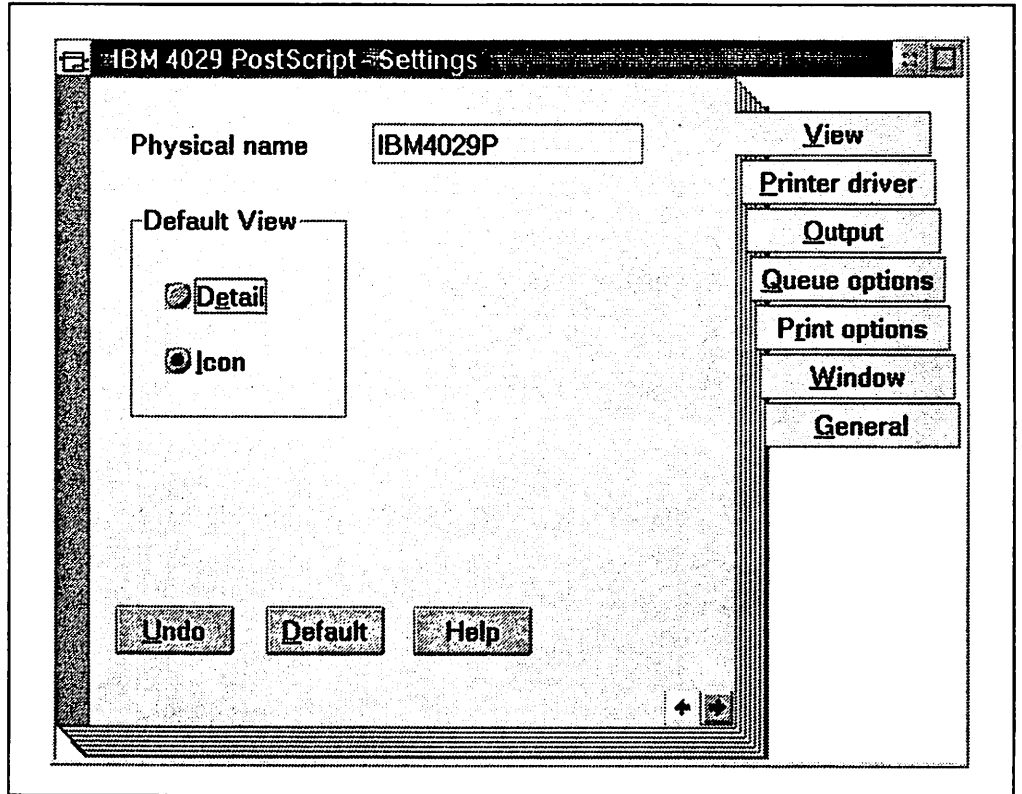 IBM 4029 PostScript - Settings
Physical name IBM4029P
Default View
Detail
Icon
Undo Default Help
View
Printer driver
Output
Queue options
Print options
Window
General